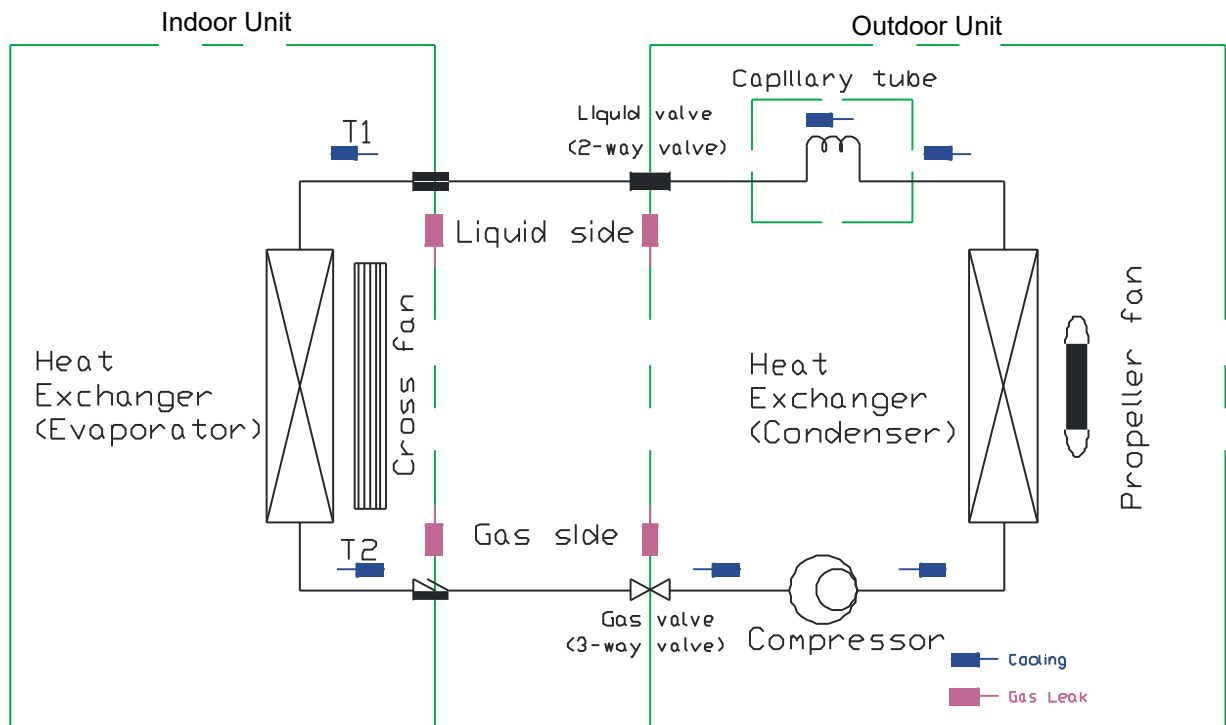 Indoor Unit
Outdoor Unit
Capillary tube
Liquid valve
(2-way valve)
T1
Liquid side
Heat
Exchanger
(Evaporator)
Cross fan
Heat
Exchanger
(Condenser)
Propeller fan
Gas side
T2
Gas valve
(3-way valve)
Compressor
Cooling
Gas Leak